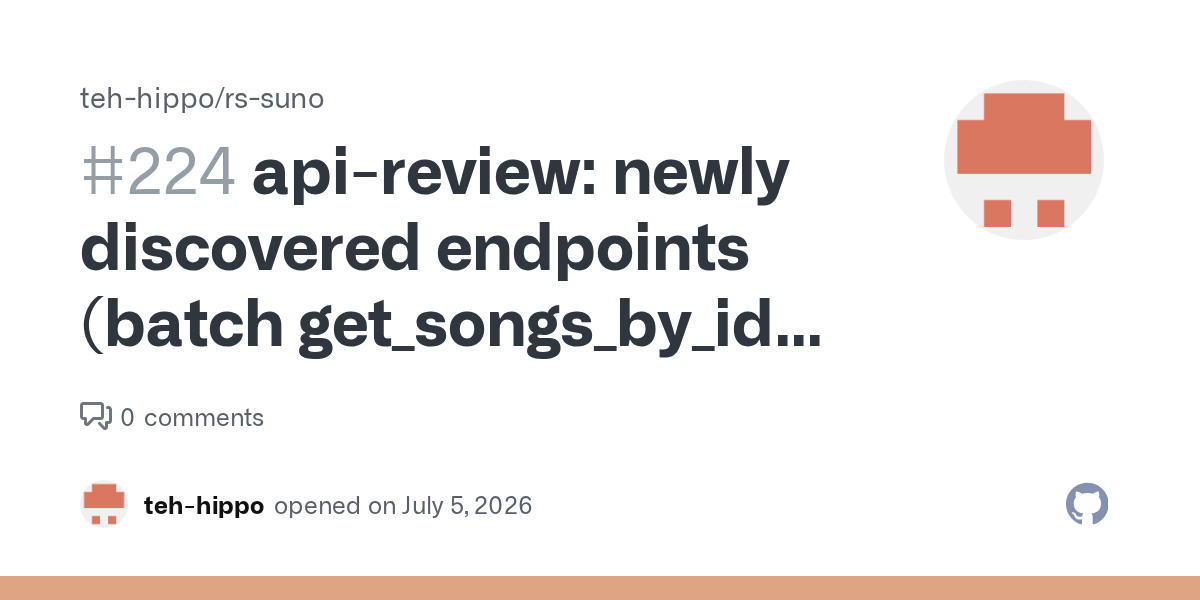 teh-hippo/rs-suno
#224 api-review: newly
discovered endpoints
(batch get_songs_by_id...
0 comments
teh-hippo opened on July 5, 2026